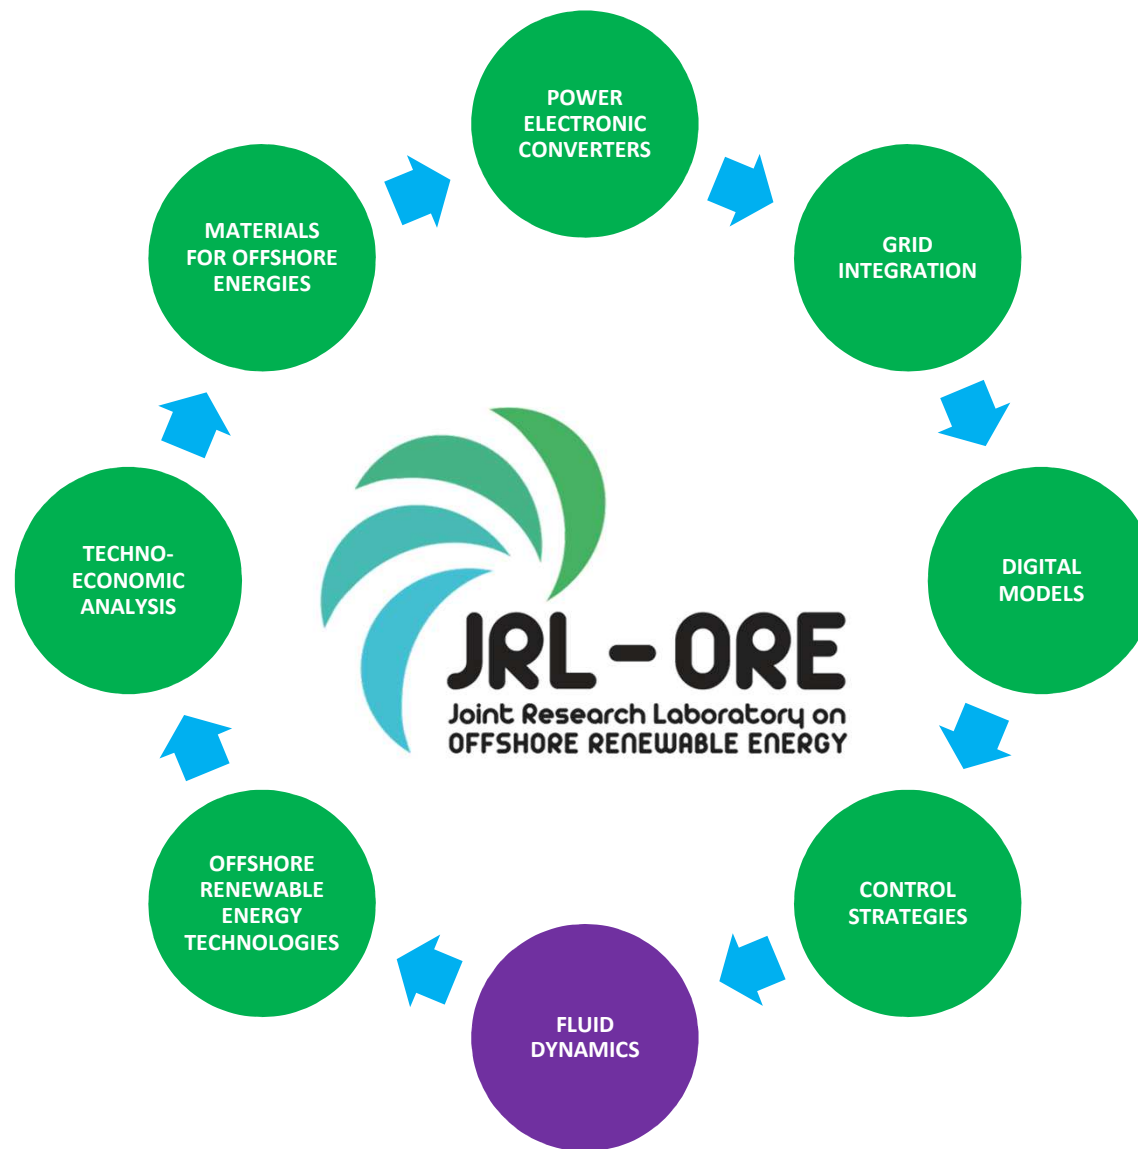 POWER
ELECTRONIC
CONVERTERS
GRID
INTEGRATION
DIGITAL
MODELS
CONTROL
STRATEGIES
FLUID
DYNAMICS
OFFSHORE
RENEWABLE
ENERGY
TECHNOLOGIES
TECHNO-
ECONOMIC
ANALYSIS
MATERIALS
FOR OFFSHORE
ENERGIES
JRL-ORE
Joint Research Laboratory on
OFFSHORE RENEWABLE ENERGY